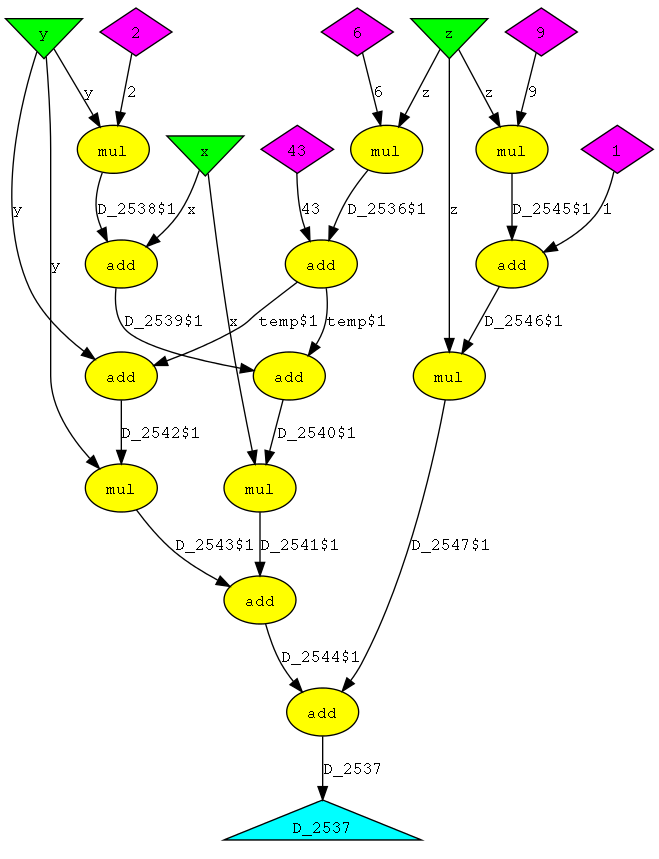 y 2 6 z 9
y 2 6 z z 9
mul x 43 mul mul 1
D_2538$1 x 43 D_2536$1 D_2545$1 1
y z
add add add
y
D_2539$1 x temp$1 temp$1 D_2546$1
add add mul
D_2542$1 D_2540$1
mul mul
D_2543$1 D_2541$1 D_2547$1
add
D_2544$1
add
D_2537
D_2537